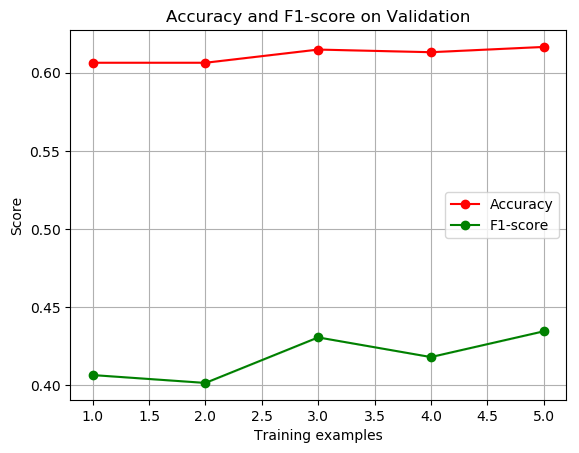 Accuracy and F1-score on Validation
Score
0.60
0.55
0.50
0.45
0.40
Accuracy
F1-score
1.0 1.5 2.0 2.5 3.0 3.5 4.0 4.5 5.0
Training examples